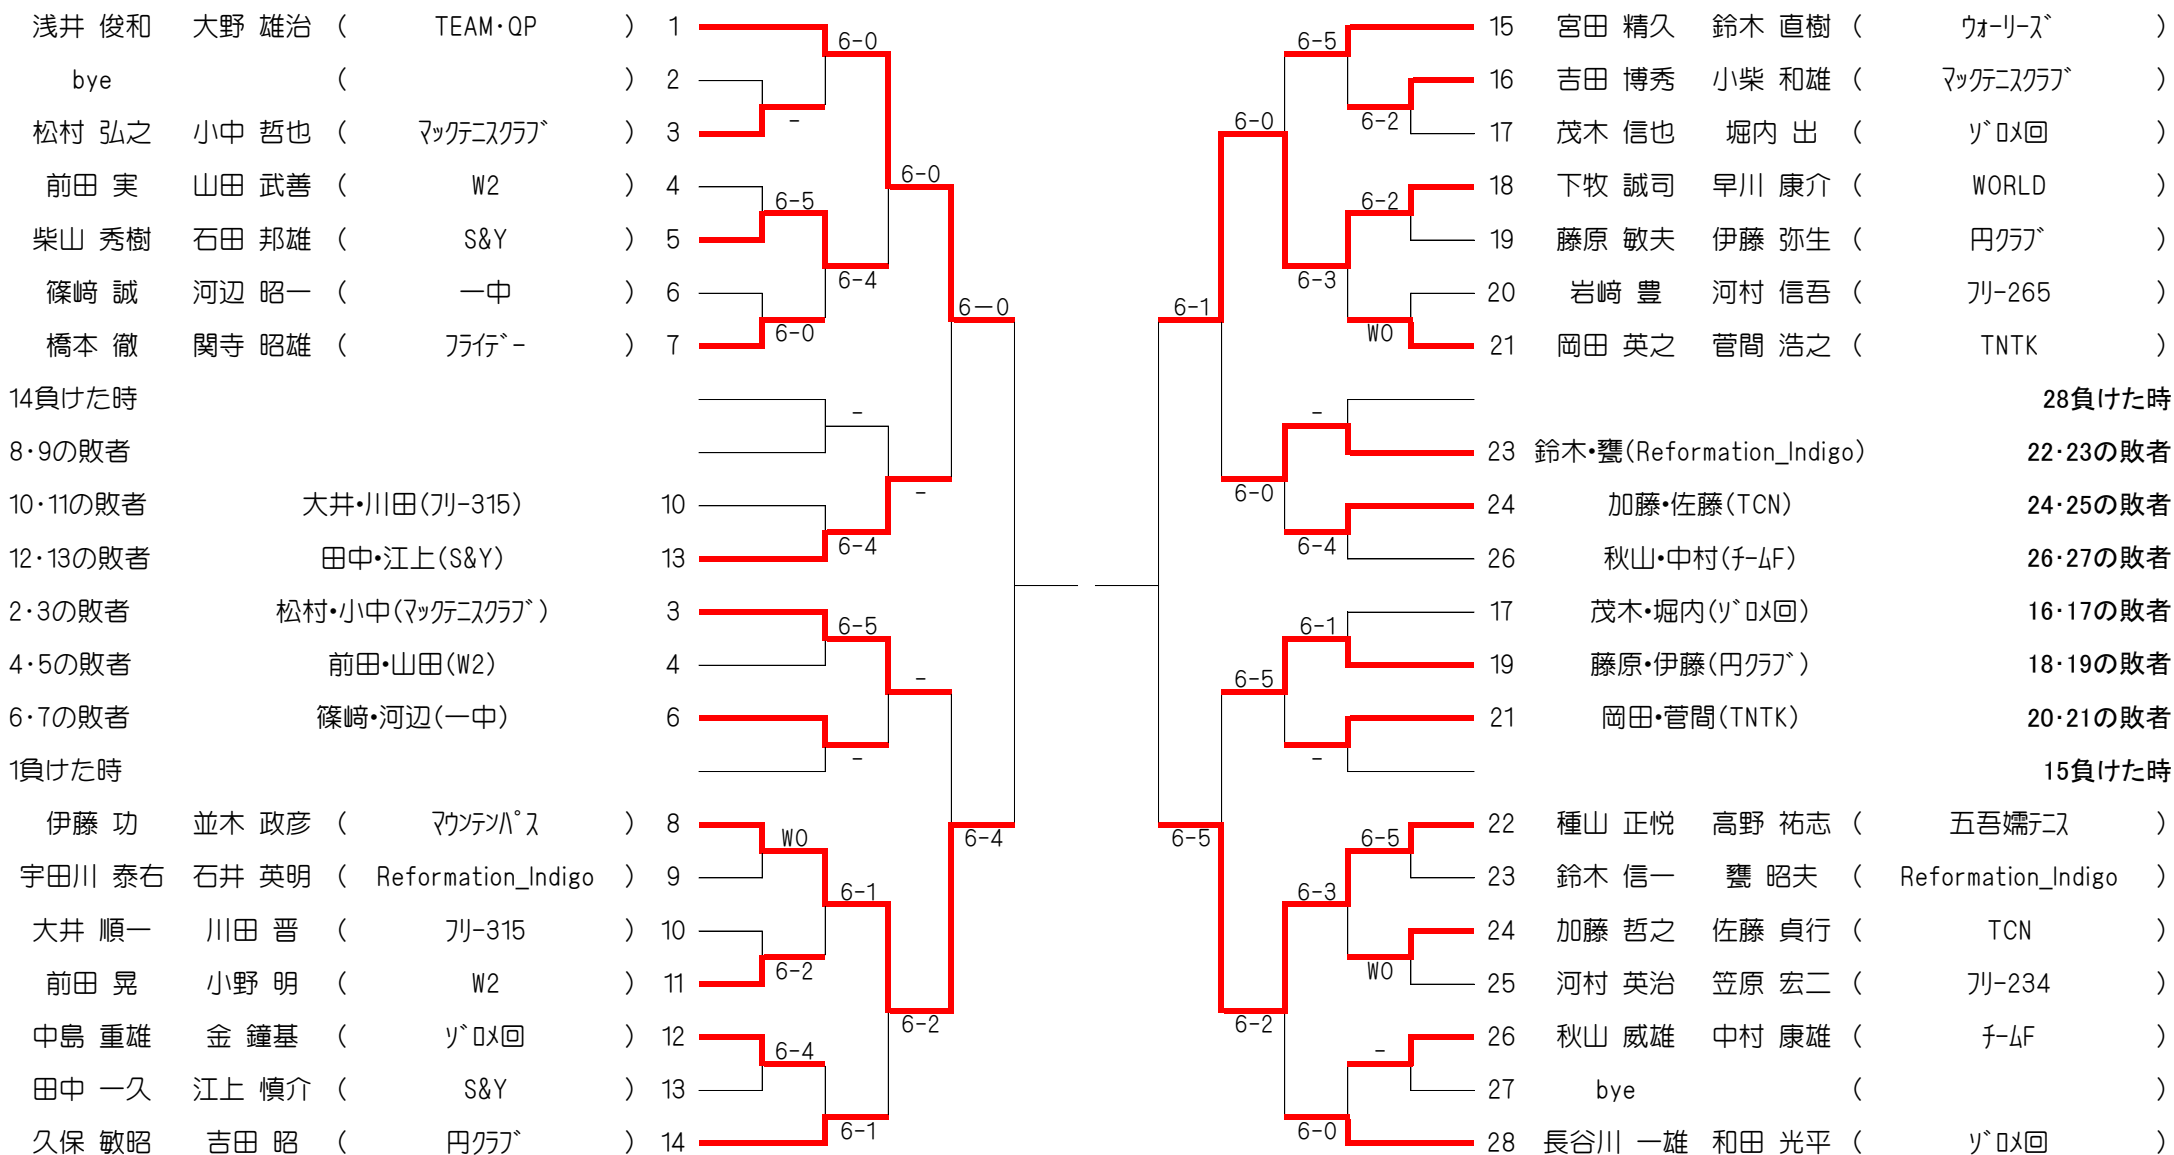 浅井 俊和 大野 雄治 ( TEAM・QP ) 1
6-0
bye ( ) 2
-
松村 弘之 小中 哲也 ( マックテニスクラブ ) 3
6-0
前田 実 山田 武善 ( W2 ) 4
6-5
柴山 秀樹 石田 邦雄 ( S&Y ) 5
6-4
篠崎 誠 河辺 昭一 ( 一中 ) 6
6-0
橋本 徹 関寺 昭雄 ( フライデー ) 7
6-0
14負けた時
-
8・9の敗者
-
10・11の敗者 大井・川田(フリー315) 10
6-4
12・13の敗者 田中・江上(S&Y) 13
2・3の敗者 松村・小中(マックテニスクラブ) 3
6-5
4・5の敗者 前田・山田(W2) 4
-
6・7の敗者 篠崎・河辺(一中) 6
-
1負けた時
伊藤 功 並木 政彦 ( マウンテンパス ) 8
WO
6-4
宇田川 泰右 石井 英明 ( Reformation_Indigo ) 9
6-1
大井 順一 川田 晋 ( フリー315 ) 10
6-2
前田 晃 小野 明 ( W2 ) 11
6-2
中島 重雄 金 鐘基 ( ゾロメ回 ) 12
6-4
田中 一久 江上 慎介 ( S&Y ) 13
6-1
久保 敏昭 吉田 昭 ( 円クラブ ) 14
15 宮田 精久 鈴木 直樹 ( ウォーリーズ )
6-5
16 吉田 博秀 小柴 和雄 ( マックテニスクラブ )
6-2
6-0
17 茂木 信也 堀内 出 ( ゾロメ回 )
18 下牧 誠司 早川 康介 ( WORLD )
6-2
19 藤原 敏夫 伊藤 弥生 ( 円クラブ )
6-3
20 岩崎 豊 河村 信吾 ( フリー265 )
6-1
WO
21 岡田 英之 菅間 浩之 ( TNTK )
28負けた時
-
23 鈴木・甕(Reformation_Indigo) 22・23の敗者
6-0
24 加藤・佐藤(TCN) 24・25の敗者
6-4
26 秋山・中村(チームF) 26・27の敗者
17 茂木・堀内(ゾロメ回) 16・17の敗者
6-1
19 藤原・伊藤(円クラブ) 18・19の敗者
6-5
21 岡田・菅間(TNTK) 20・21の敗者
-
15負けた時
22 種山 正悦 高野 祐志 ( 五吾嬬テニス )
6-5
6-5
23 鈴木 信一 甕 昭夫 ( Reformation_Indigo )
6-3
24 加藤 哲之 佐藤 貞行 ( TCN )
WO
25 河村 英治 笠原 宏二 ( フリー234 )
6-2
26 秋山 威雄 中村 康雄 ( チームF )
-
27 bye ( )
6-0
28 長谷川 一雄 和田 光平 ( ゾロメ回 )